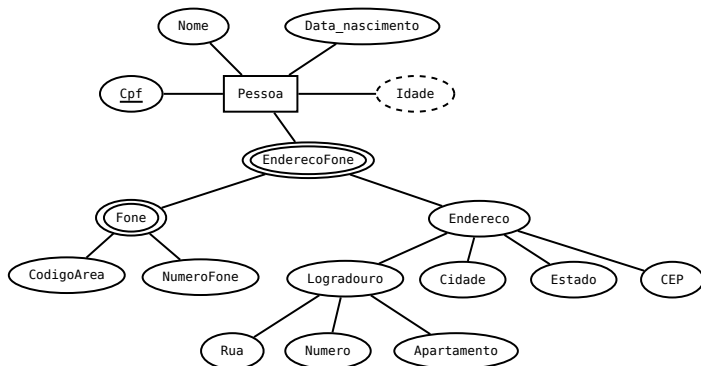 Nome
Data_nascimento
Cpf
Pessoa
Idade
EnderecoFone
Fone
Endereco
CodigoArea
NumeroFone
Logradouro
Cidade
Estado
CEP
Rua
Numero
Apartamento